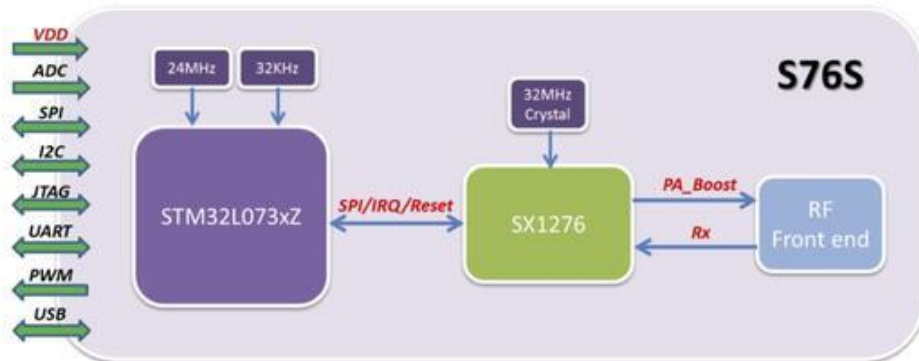 VDD
ADC
SPI
I2C
JTAG
UART
PWM
USB
24MHz
32KHz
STM32L073xZ
SPI/IRQ/Reset
32MHz
Crystal
SX1276
PA_Boost
Rx
RF
Front end
S76S